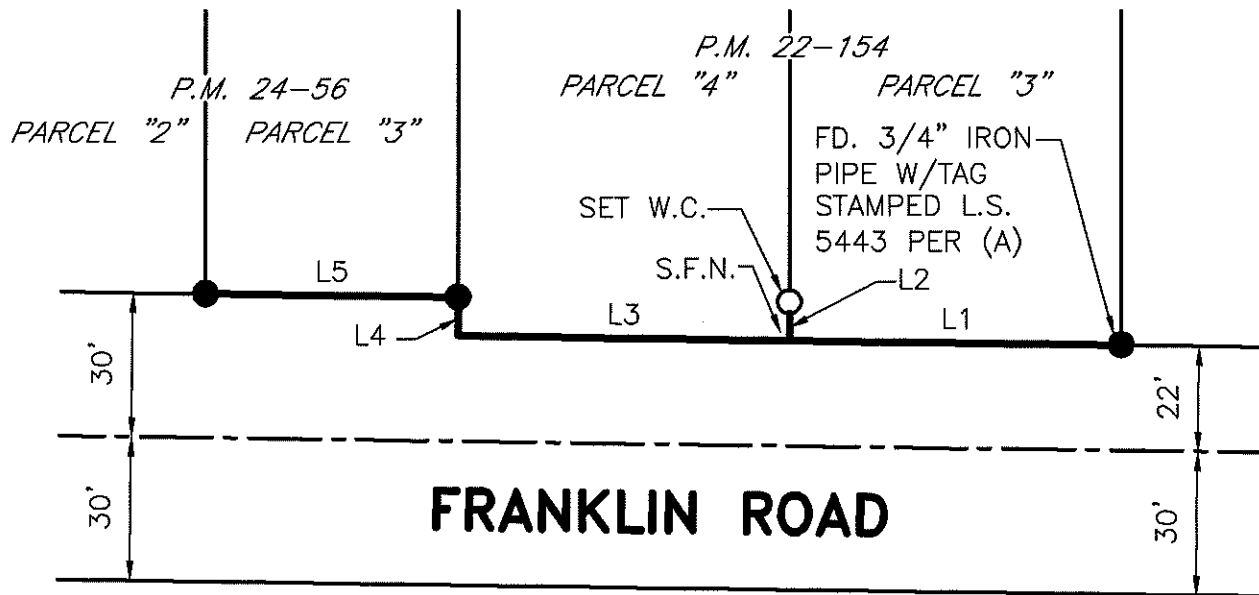 P.M. 22-154
P.M. 24-56
PARCEL "4"
PARCEL "3"
PARCEL "2"
PARCEL "3"
FD. 3/4" IRON
PIPE W/TAG
STAMPED L.S.
5443 PER (A)
SET W.C.
S.F.N.
L5
L2
L3
L1
L4
30'
22'
30'
FRANKLIN ROAD
30'